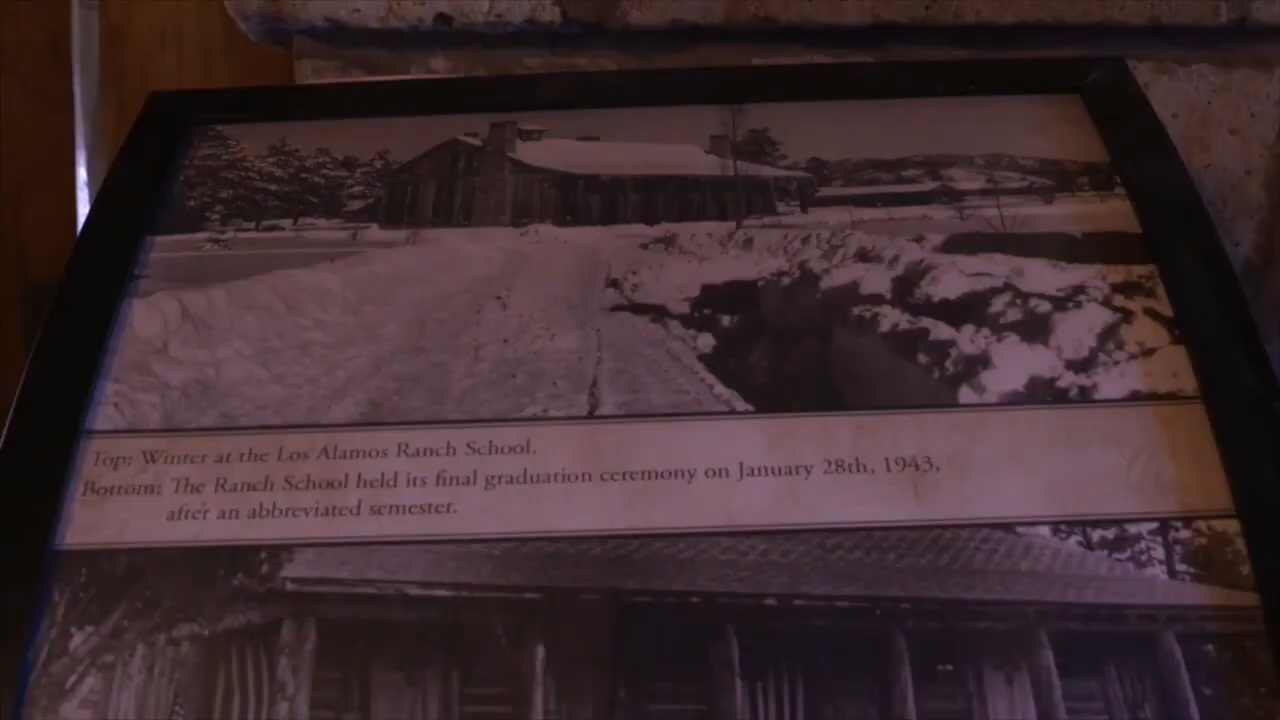 Top: Winter at the Los Alamos Ranch School.
Bottom: The Ranch School held its final graduation ceremony on January 28th, 1943,
after an abbreviated semester.